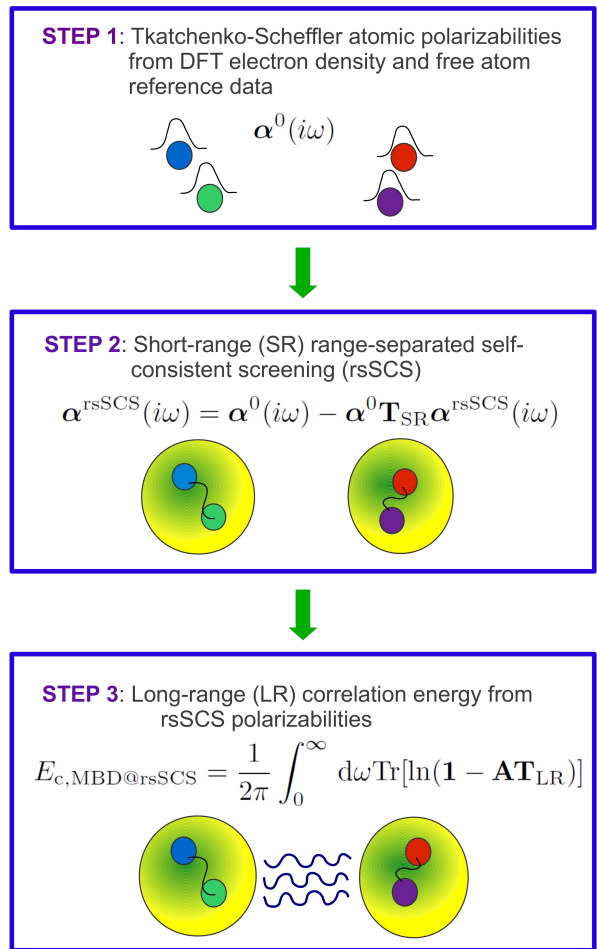 STEP 1: Tkatchenko-Scheffler atomic polarizabilities
from DFT electron density and free atom
reference data
α⁰(iω)
STEP 2: Short-range (SR) range-separated self-
consistent screening (rsSCS)
α^rsSCS(iω) = α⁰(iω) − α⁰T_SR α^rsSCS(iω)
STEP 3: Long-range (LR) correlation energy from
rsSCS polarizabilities
E_c,MBD@rsSCS = 1/2π ∫₀^∞ dωTr[ln(1 − AT_LR)]